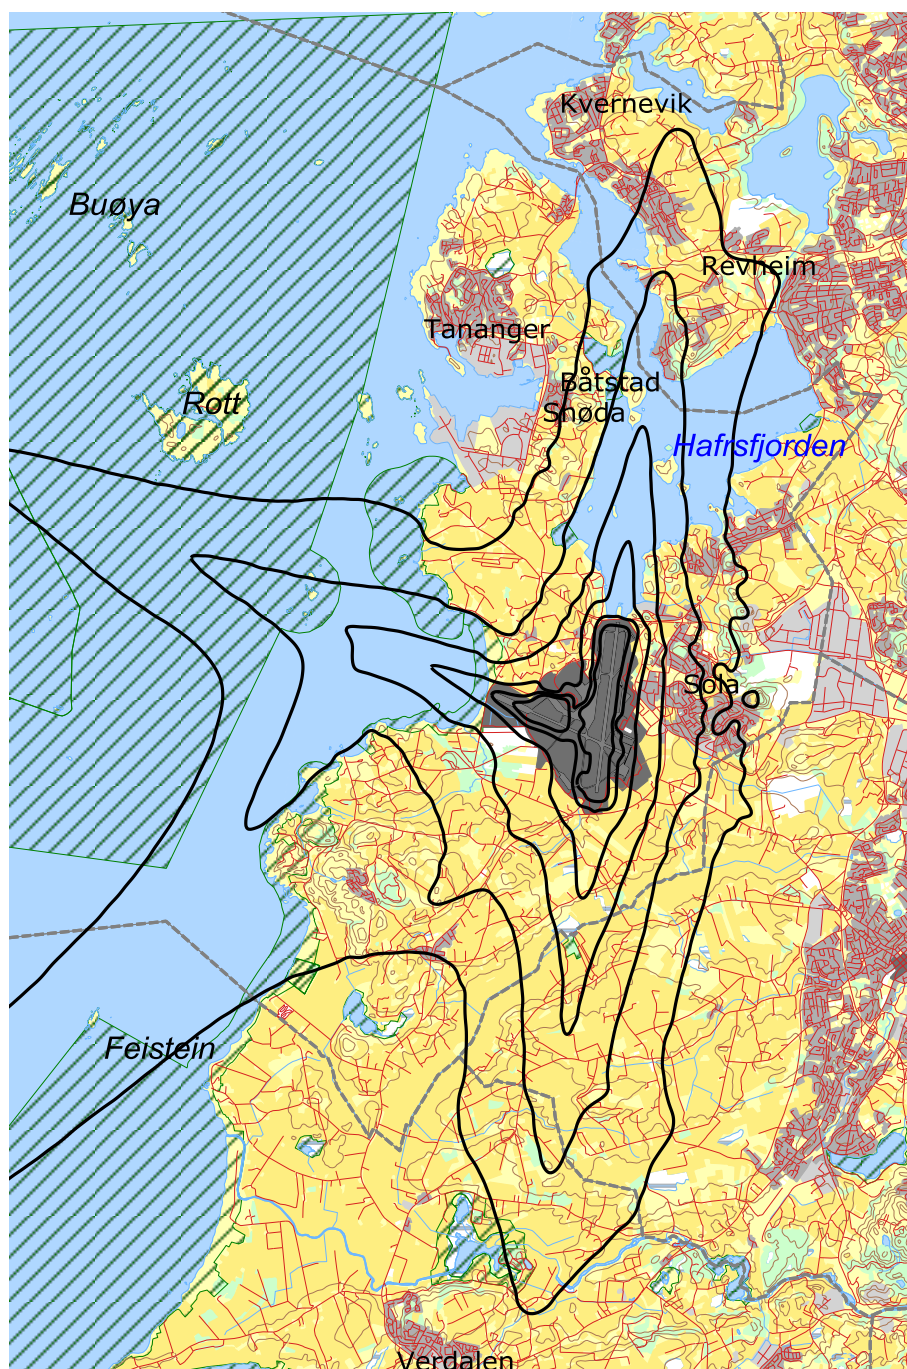 Kvernevik
Buøya
Revheim
Tananger
Båtstad
Rott
Snøda
Hafrsfjorden
Sola
Feistein
Verdalen